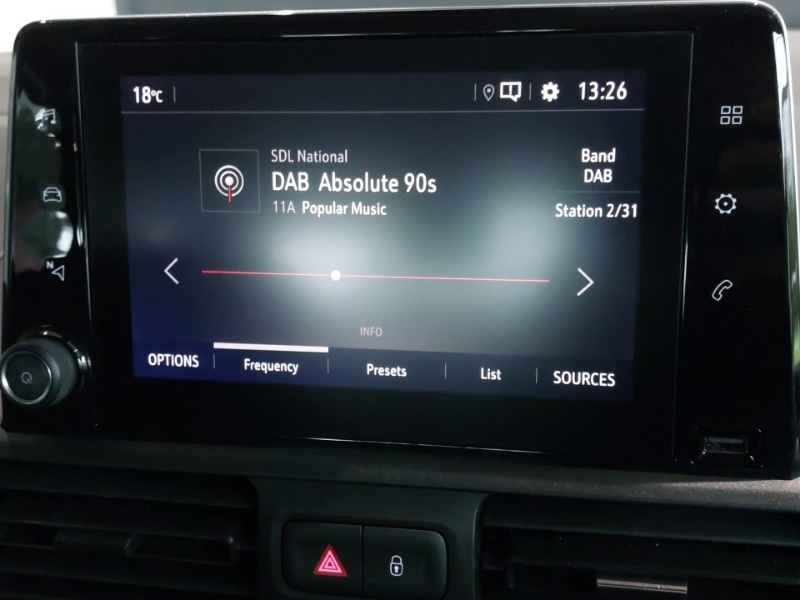 18°C
13:26
SDL National
DAB Absolute 90s
11A Popular Music
Band
DAB
Station 2/31
N
INFO
OPTIONS
Frequency
Presets
List
SOURCES